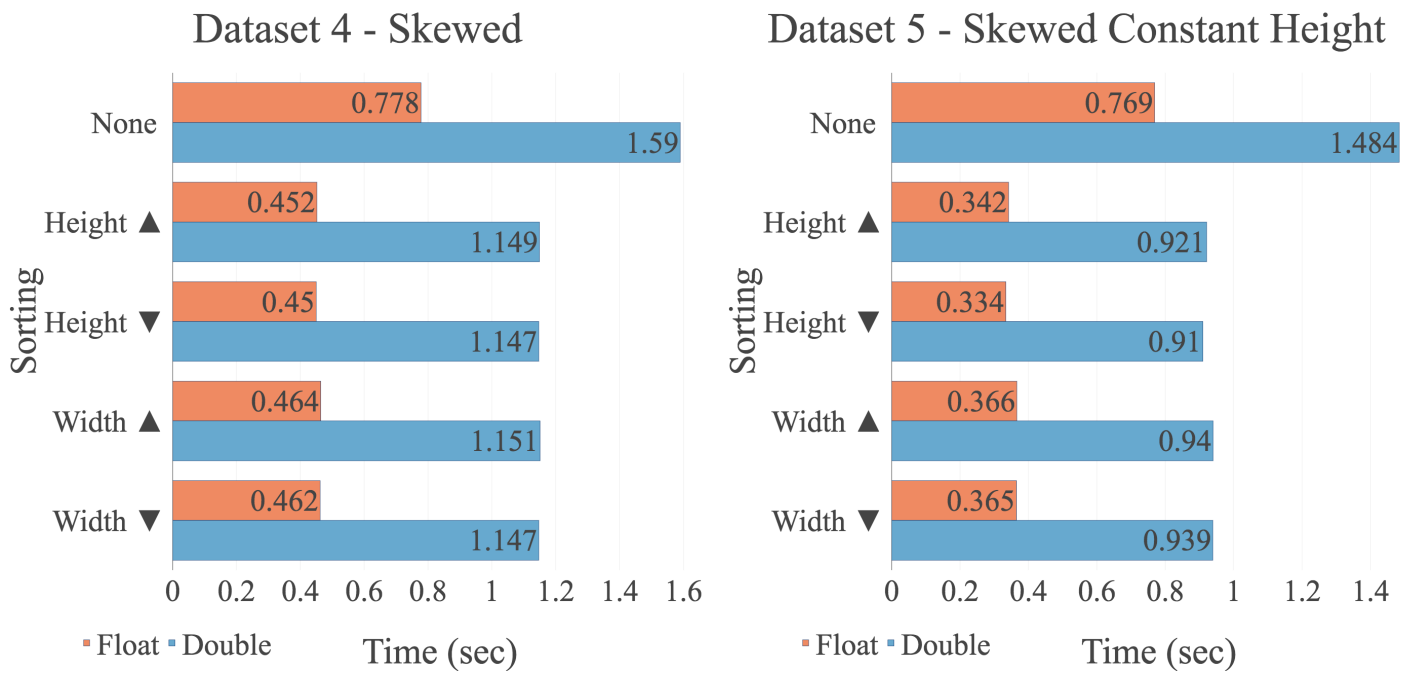 Dataset 4 - Skewed
Sorting
None
0.778
1.59
Height ▲
0.452
1.149
Height ▼
0.45
1.147
Width ▲
0.464
1.151
Width ▼
0.462
1.147
0 0.2 0.4 0.6 0.8 1 1.2 1.4 1.6
Float Double
Time (sec)
Dataset 5 - Skewed Constant Height
Sorting
None
0.769
1.484
Height ▲
0.342
0.921
Height ▼
0.334
0.91
Width ▲
0.366
0.94
Width ▼
0.365
0.939
0 0.2 0.4 0.6 0.8 1 1.2 1.4
Float Double
Time (sec)